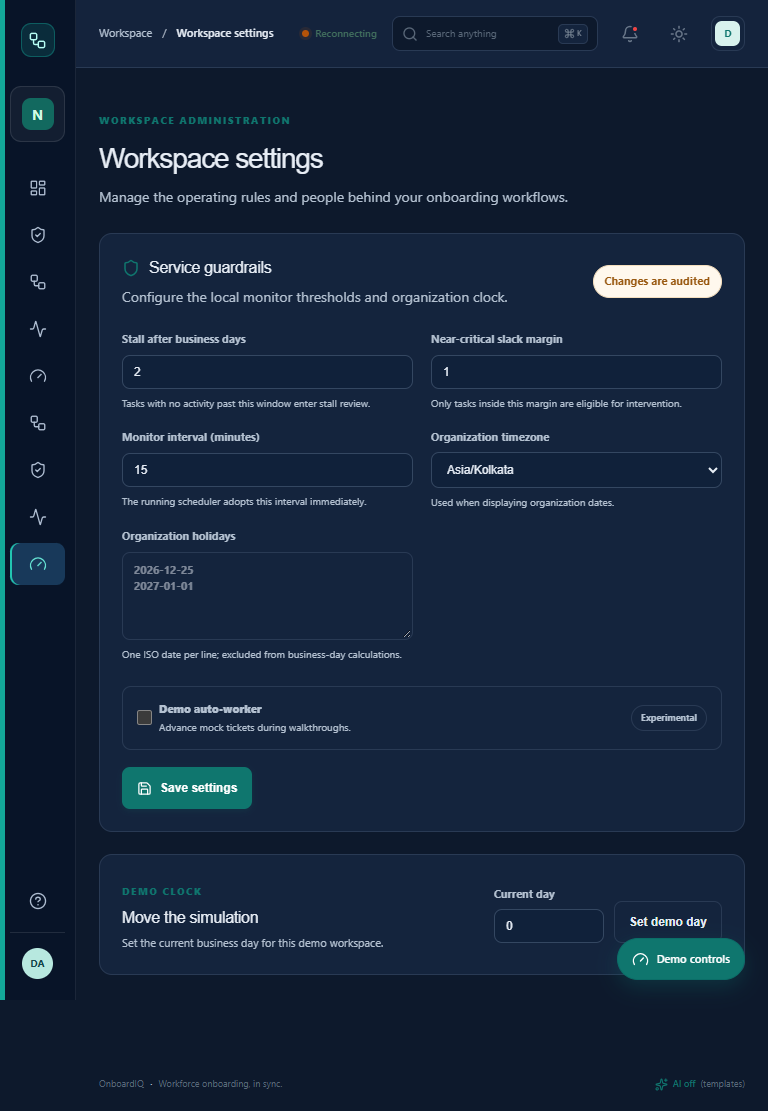 Workspace / Workspace settings
Reconnecting
Search anything
⌘ K
D
N
WORKSPACE ADMINISTRATION
Workspace settings
Manage the operating rules and people behind your onboarding workflows.
Service guardrails
Configure the local monitor thresholds and organization clock.
Changes are audited
Stall after business days
2
Tasks with no activity past this window enter stall review.
Near-critical slack margin
1
Only tasks inside this margin are eligible for intervention.
Monitor interval (minutes)
15
The running scheduler adopts this interval immediately.
Organization timezone
Asia/Kolkata
Used when displaying organization dates.
Organization holidays
2026-12-25
2027-01-01
One ISO date per line; excluded from business-day calculations.
Demo auto-worker
Advance mock tickets during walkthroughs.
Experimental
Save settings
DEMO CLOCK
Move the simulation
Set the current business day for this demo workspace.
Current day
0
Set demo day
Demo controls
DA
OnboardIQ · Workforce onboarding, in sync.
AI off (templates)